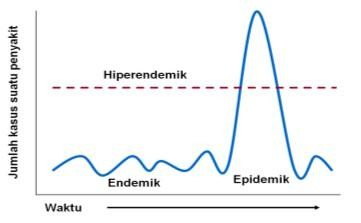 Jumlah kasus suatu penyakit
Hiperendemik
Endemik
Epidemik
Waktu